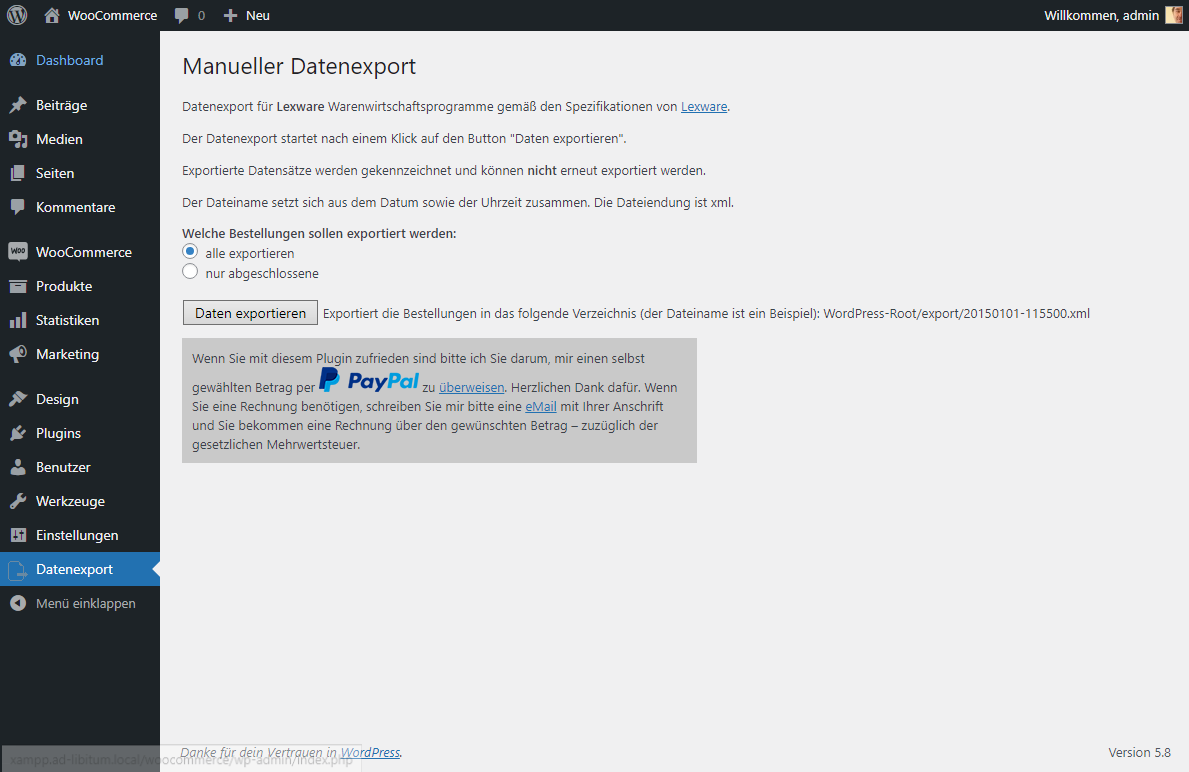 WooCommerce 0 Neu Willkommen, admin
Dashboard
Beiträge
Medien
Seiten
Kommentare
WOO WooCommerce
Produkte
Statistiken
Marketing
Design
Plugins
Benutzer
Werkzeuge
Einstellungen
Datenexport
Menü einklappen
Manueller Datenexport
Datenexport für Lexware Warenwirtschaftsprogramme gemäß den Spezifikationen von Lexware.
Der Datenexport startet nach einem Klick auf den Button "Daten exportieren".
Exportierte Datensätze werden gekennzeichnet und können nicht erneut exportiert werden.
Der Dateiname setzt sich aus dem Datum sowie der Uhrzeit zusammen. Die Dateiendung ist xml.
Welche Bestellungen sollen exportiert werden:
alle exportieren
nur abgeschlossene
Daten exportieren Exportiert die Bestellungen in das folgende Verzeichnis (der Dateiname ist ein Beispiel): WordPress-Root/export/20150101-115500.xml
Wenn Sie mit diesem Plugin zufrieden sind bitte ich Sie darum, mir einen selbst
gewählten Betrag per PayPal zu überweisen. Herzlichen Dank dafür. Wenn
Sie eine Rechnung benötigen, schreiben Sie mir bitte eine eMail mit Ihrer Anschrift
und Sie bekommen eine Rechnung über den gewünschten Betrag – zuzüglich der
gesetzlichen Mehrwertsteuer.
Danke für dein Vertrauen in WordPress. Version 5.8
xampp.ad-libitum.local/woocommerce/wp-admin/index.php